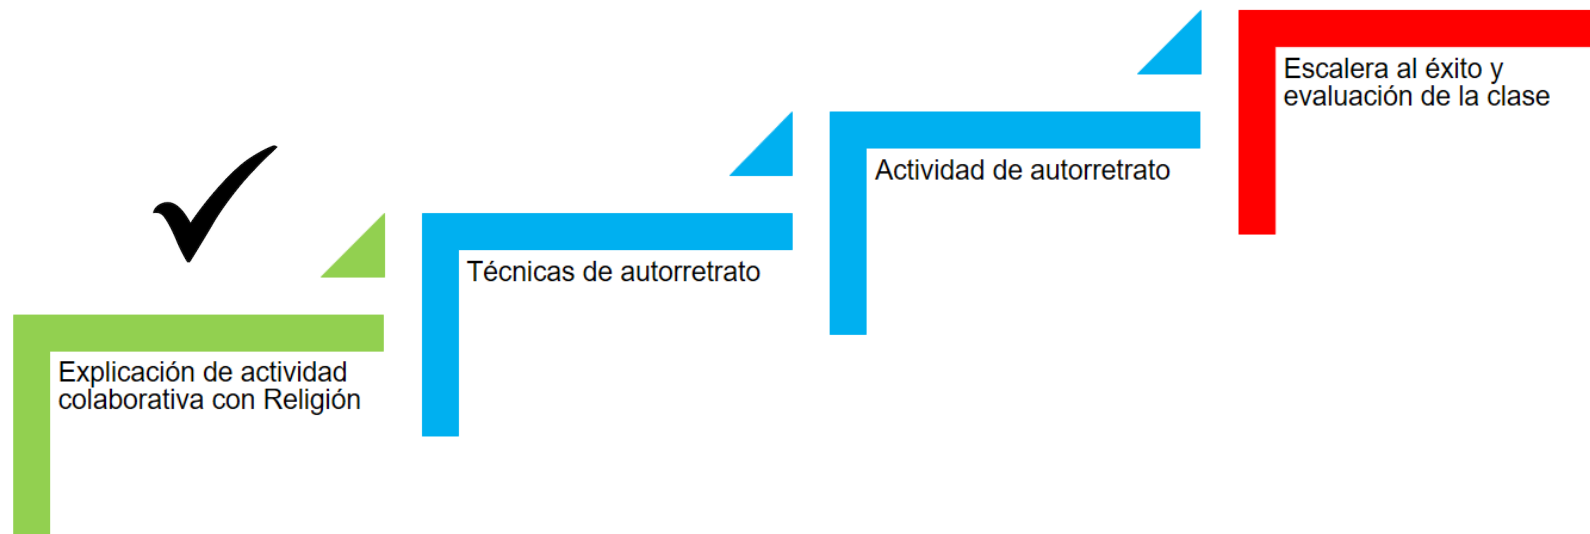 Explicación de actividad
colaborativa con Religión
Técnicas de autorretrato
Actividad de autorretrato
Escalera al éxito y
evaluación de la clase